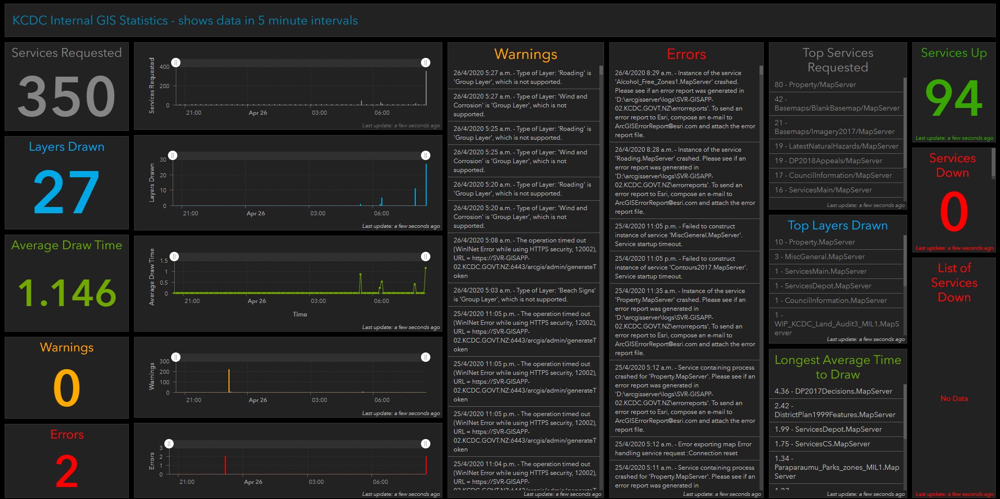 KCDC Internal GIS Statistics - shows data in 5 minute intervals
Services Requested
350
Layers Drawn
27
Average Draw Time
1.146
Warnings
0
Errors
2
Services Requested
400
200
0
21:00
Apr 26
03:00
06:00
Last update: a few seconds ago
Layers Drawn
30
20
10
0
21:00
Apr 26
03:00
06:00
Last update: a few seconds ago
Average Draw Time
1.5
1
0.5
0
21:00
Apr 26
03:00
06:00
Time
Last update: a few seconds ago
Warnings
300
200
100
0
21:00
Apr 26
03:00
06:00
Last update: a few seconds ago
Errors
3
2
1
0
21:00
Apr 26
03:00
06:00
Last update: a few seconds ago
Warnings
26/4/2020 5:27 a.m. - Type of Layer: 'Roading' is
'Group Layer', which is not supported.
26/4/2020 5:27 a.m. - Type of Layer: 'Wind and
Corrosion' is 'Group Layer', which is not
supported.
26/4/2020 5:25 a.m. - Type of Layer: 'Roading' is
'Group Layer', which is not supported.
26/4/2020 5:25 a.m. - Type of Layer: 'Wind and
Corrosion' is 'Group Layer', which is not
supported.
26/4/2020 5:20 a.m. - Type of Layer: 'Roading' is
'Group Layer', which is not supported.
26/4/2020 5:20 a.m. - Type of Layer: 'Wind and
Corrosion' is 'Group Layer', which is not
supported.
26/4/2020 5:08 a.m. - The operation timed out
(WinINet Error while using HTTPS security, 12002),
URL = https://SVR-GISAPP-
02.KCDC.GOVT.NZ:6443/arcgis/admin/generateT
oken
26/4/2020 5:03 a.m. - Type of Layer: 'Beach Signs'
is 'Group Layer', which is not supported.
25/4/2020 11:05 p.m. - The operation timed out
(WinINet Error while using HTTPS security, 12002),
URL = https://SVR-GISAPP-
02.KCDC.GOVT.NZ:6443/arcgis/admin/generateT
oken
25/4/2020 11:05 p.m. - The operation timed out
(WinINet Error while using HTTPS security, 12002),
URL = https://SVR-GISAPP-
02.KCDC.GOVT.NZ:6443/arcgis/admin/generateT
oken
25/4/2020 11:05 p.m. - The operation timed out
(WinINet Error while using HTTPS security, 12002),
URL = https://SVR-GISAPP-
02.KCDC.GOVT.NZ:6443/arcgis/admin/generateT
oken
25/4/2020 11:04 p.m. - The operation timed out
(WinINet Error while using HTTPS security, 12002),
URL = https://SVR-GISAPP-
02.KCDC.GOVT.NZ:6443/arcgis/admin/generateT
Last update: a few seconds ago
Errors
26/4/2020 8:29 a.m. - Instance of the service
'Alcohol_Free_Zones1.MapServer' crashed.
Please see if an error report was generated in
'D:\arcgisserver\logs\SVR-GISAPP-
02.KCDC.GOVT.NZ\errorreports'. To send an
error report to Esri, compose an e-mail to
ArcGISErrorReport@esri.com and attach the error
report file.
26/4/2020 8:28 a.m. - Instance of the service
'Roading.MapServer' crashed. Please see if an
error report was generated in
'D:\arcgisserver\logs\SVR-GISAPP-
02.KCDC.GOVT.NZ\errorreports'. To send an
error report to Esri, compose an e-mail to
ArcGISErrorReport@esri.com and attach the error
report file.
25/4/2020 11:05 p.m. - Failed to construct
instance of service 'MiscGeneral.MapServer'.
Service startup timeout.
25/4/2020 11:05 p.m. - Failed to construct
instance of service 'Contours2017.MapServer'.
Service startup timeout.
25/4/2020 11:35 a.m. - Instance of the service
'Property.MapServer' crashed. Please see if an
error report was generated in
'D:\arcgisserver\logs\SVR-GISAPP-
02.KCDC.GOVT.NZ\errorreports'. To send an
error report to Esri, compose an e-mail to
ArcGISErrorReport@esri.com and attach the error
report file.
25/4/2020 5:12 a.m. - Service containing process
crashed for 'Property.MapServer'. Please see if an
error report was generated in
'D:\arcgisserver\logs\SVR-GISAPP-
02.KCDC.GOVT.NZ\errorreports'. To send an
error report to Esri, compose an e-mail to
ArcGISErrorReport@esri.com and attach the error
report file.
25/4/2020 5:12 a.m. - Error exporting map Error
handling service request :Connection reset
25/4/2020 5:11 a.m. - Service containing process
crashed for 'Property.MapServer'. Please see if an
error report was generated in
Last update: a few seconds ago
Top Services
Requested
80 - Property/MapServer
42 -
Basemaps/BlankBasemap/MapServer
21 -
Basemaps/Imagery2017/MapServer
19 - LatestNaturalHazards/MapServer
19 - DP2018Appeals/MapServer
17 - CouncilInformation/MapServer
16 - ServicesMain/MapServer
Last update: a few seconds ago
Top Layers Drawn
10 - Property.MapServer
3 - MiscGeneral.MapServer
1 - ServicesMain.MapServer
1 - ServicesDepot.MapServer
1 - CouncilInformation.MapServer
1 -
WIP_KCDC_Land_Audit3_MIL1.MapS
erver
Last update: a few seconds ago
Longest Average Time
to Draw
4.36 - DP2017Decisions.MapServer
2.42 -
DistrictPlan1999Features.MapServer
1.99 - ServicesDepot.MapServer
1.75 - ServicesCS.MapServer
1.34 -
Paraparaumu_Parks_zones_MIL1.Map
Server
Last update: a few seconds ago
Services Up
94
Last update: a few seconds ago
Services
Down
0
Last update: a few seconds ago
List of
Services
Down
No Data
Last update: a few seconds ago